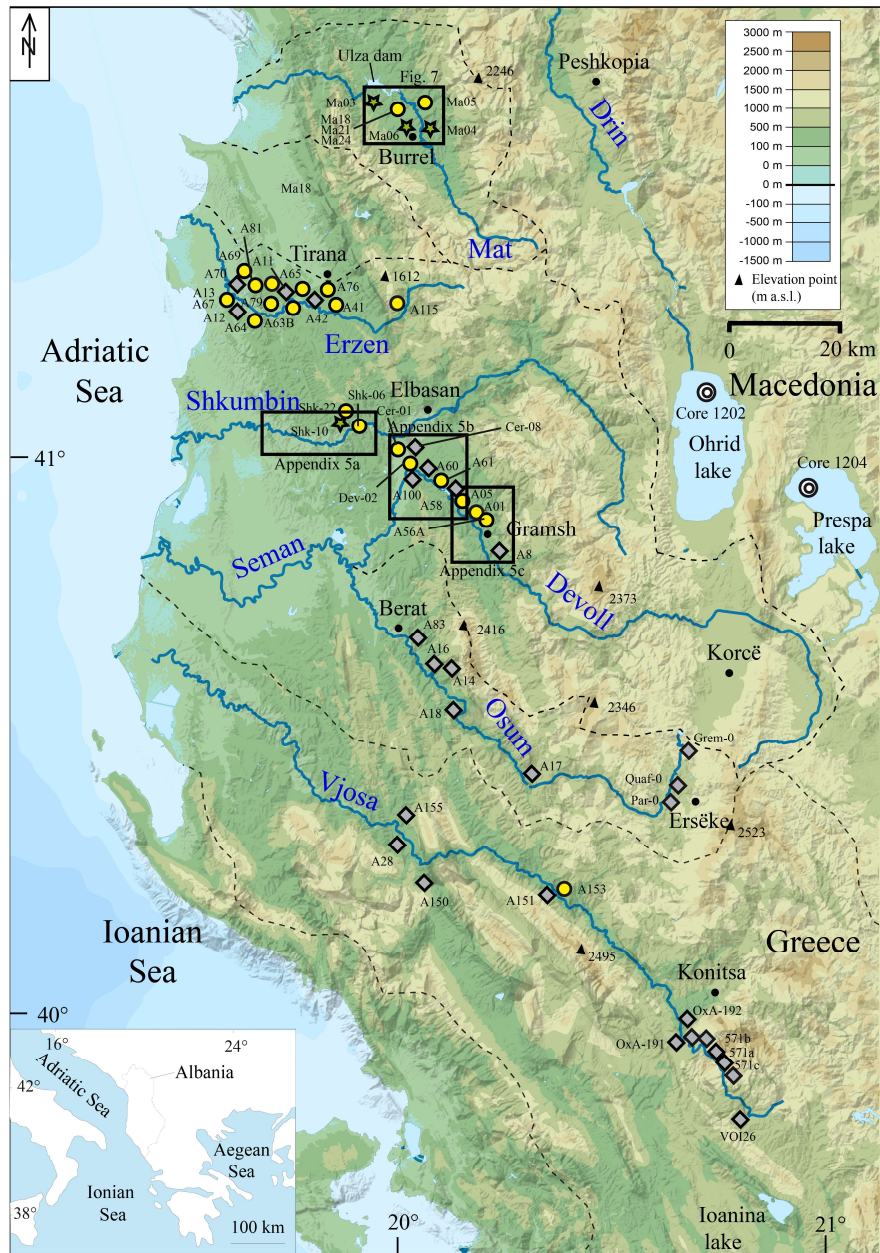 N
3000 m
2500 m
2000 m
1500 m
1000 m
500 m
100 m
0 m
0 m
-100 m
-500 m
-1000 m
-1500 m
Elevation point
(m a.s.l.)
0
20 km
Ulza dam
Fig. 7
2246
Peshkopia
Drin
Ma03
Ma05
Ma18
Ma21
Ma24
Ma06
Ma04
Burrel
Ma18
Mat
A81
A69
A11
A65
Tirana
A70
A76
1612
A13
A67
A79
A12
A64
A63B
A42
A41
A115
Erzen
Adriatic
Sea
Macedonia
Shkumbin
Elbasan
Shk-06
Shk-22
Cer-01
Shk-10
Appendix 5b
Cer-08
Core 1202
Ohrid
lake
41°
Appendix 5a
A60
A61
Core 1204
Dev-02
A100
A58
A05
A01
A56A
Gramsh
Prespa
lake
A8
Seman
Appendix 5c
Devoll
2373
Berat
2416
A83
A16
A14
Korcë
A18
Osum
2346
Grem-0
A17
Quaf-0
Par-0
Ersëke
2523
Vjosa
A155
A28
A150
A151
A153
Ioanian
Sea
2495
Greece
Konitsa
40°
OxA-192
OxA-191
571b
571a
571c
VOI26
Ioanina
lake
20°
21°
16°
24°
Adriatic Sea
Albania
42°
Aegean
Sea
Ionian
Sea
38°
100 km